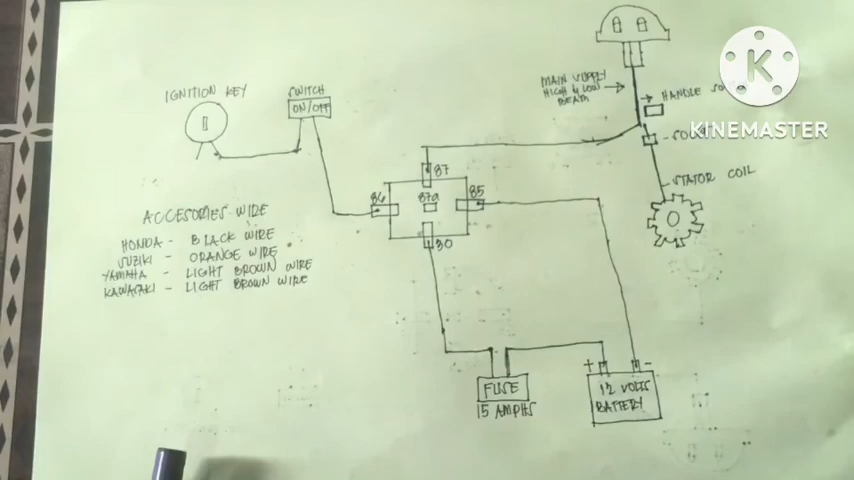 IGNITION KEY
SWITCH
ON/OFF
MAIN SUPPLY
HIGH & LOW
BEATH
HANDLE
K
KINEMASTER
STATOR COIL
87
86
87a
85
30
ACCESORIES WIRE
HONDA - BLACK WIRE
SUZIKI - ORANGE WIRE
YAMAHA - LIGHT BROWN WIRE
KAWASAKI - LIGHT BROWN WIRE
+
-
FUSE
15 AMPHS
12 VOLTS
BATTERY